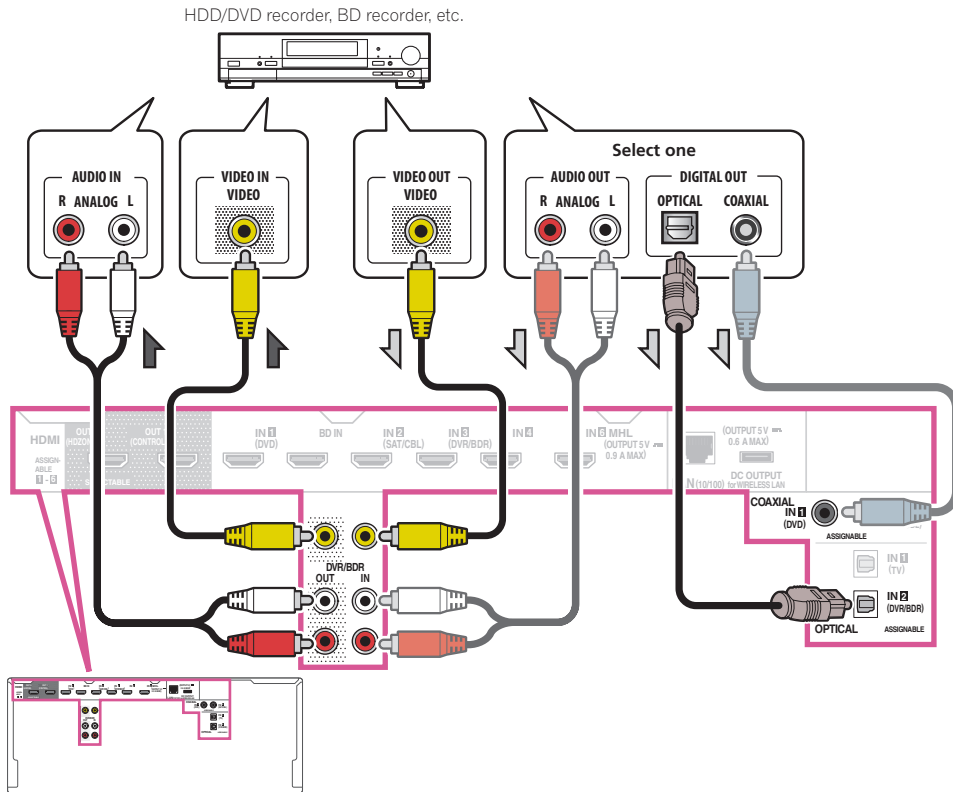 HDD/DVD recorder, BD recorder, etc.
Select one
AUDIO IN
R ANALOG L
VIDEO IN
VIDEO
VIDEO OUT
VIDEO
AUDIO OUT
R ANALOG L
DIGITAL OUT
OPTICAL COAXIAL
HDMI
ASSIGN-
ABLE
1 - 6
OUT
(HDZONE
OUT
(CONTROL
SELECTABLE
IN 1
(DVD)
BD IN
IN 2
(SAT/CBL)
IN 3
(DVR/BDR)
IN 4
IN 6 MHL
(OUTPUT 5 V
0.9 A MAX)
(OUTPUT 5 V
0.6 A MAX)
DC OUTPUT
for WIRELESS LAN
N (10/100)
COAXIAL
IN 1
(DVD)
ASSIGNABLE
IN 1
(TV)
IN 2
(DVR/BDR)
OPTICAL
ASSIGNABLE
DVR/BDR
OUT IN